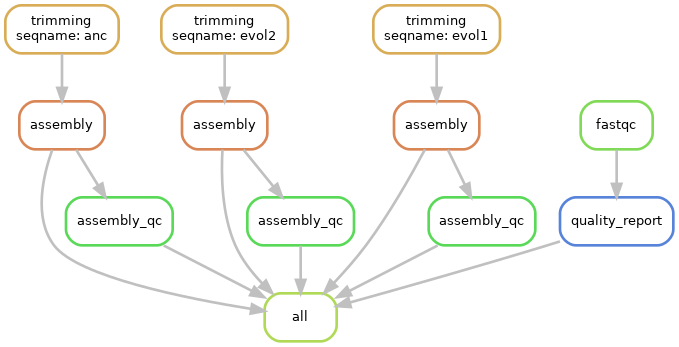 trimming
seqname: anc
trimming
seqname: evol2
trimming
seqname: evol1
assembly
assembly
assembly
fastqc
assembly_qc
assembly_qc
assembly_qc
quality_report
all